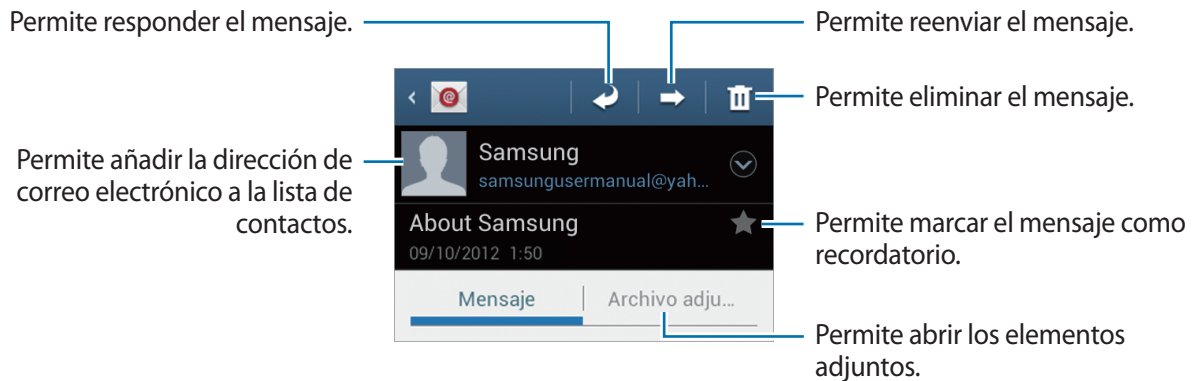 Permite responder el mensaje.
Permite reenviar el mensaje.
Permite eliminar el mensaje.
Permite añadir la dirección de
correo electrónico a la lista de
contactos.
Samsung
samsungusermanual@yah...
About Samsung
09/10/2012 1:50
Permite marcar el mensaje como
recordatorio.
Mensaje
Archivo adju...
Permite abrir los elementos
adjuntos.